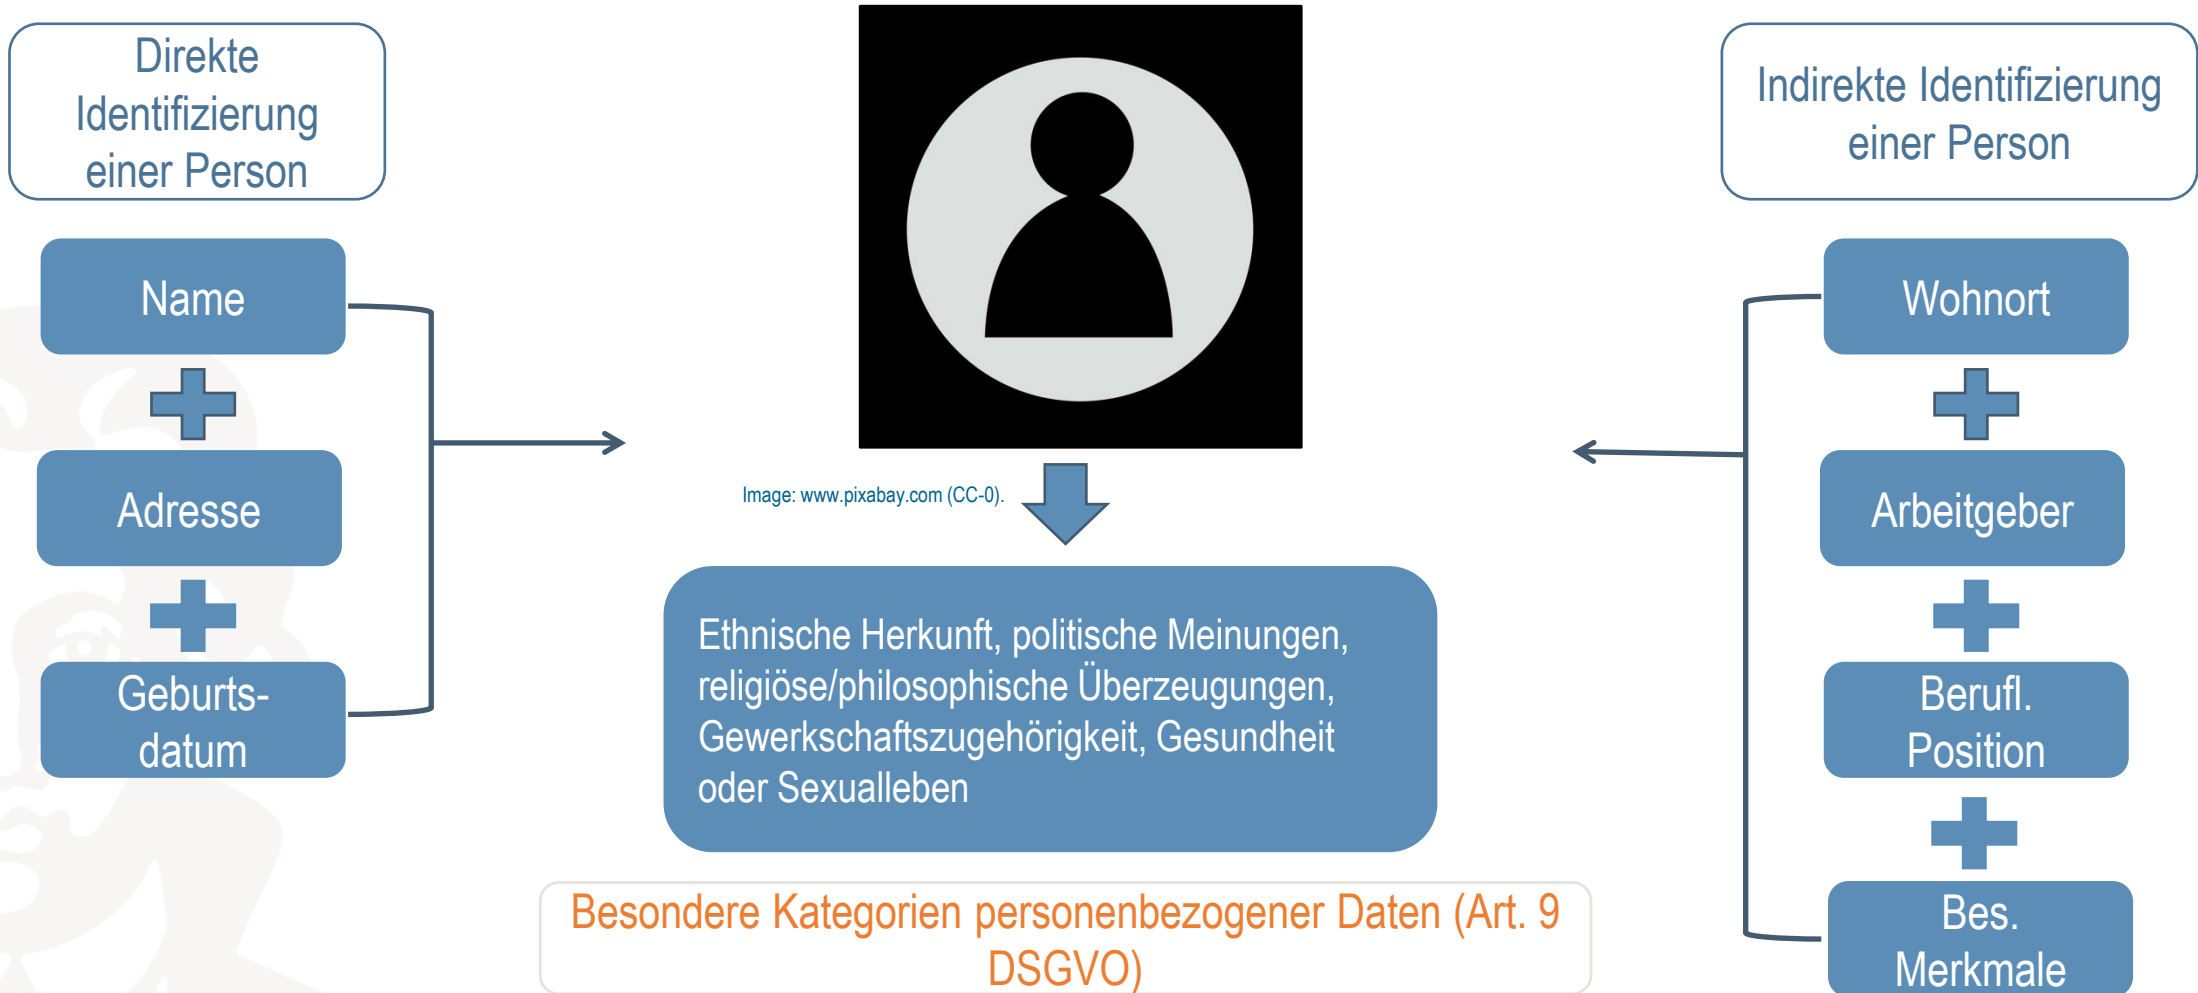 Direkte
Identifizierung
einer Person
Name
Adresse
Geburts-
datum
Image: www.pixabay.com (CC-0).
Ethnische Herkunft, politische Meinungen,
religiöse/philosophische Überzeugungen,
Gewerkschaftszugehörigkeit, Gesundheit
oder Sexualleben
Besondere Kategorien personenbezogener Daten (Art. 9
DSGVO)
Indirekte Identifizierung
einer Person
Wohnort
Arbeitgeber
Berufl.
Position
Bes.
Merkmale